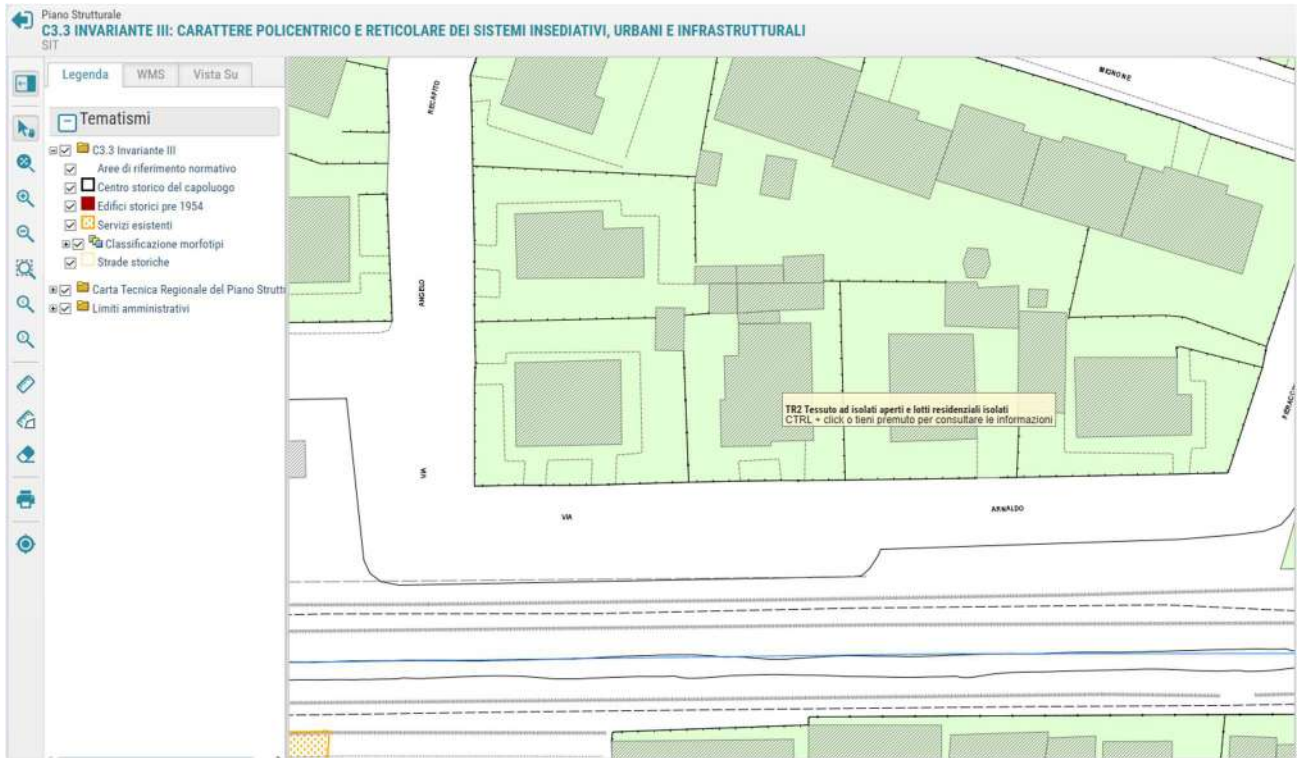 Piano Strutturale
C3.3 INVARIANTE III: CARATTERE POLICENTRICO E RETICOLARE DEI SISTEMI INSEDIATIVI, URBANI E INFRASTRUTTURALI
SIT
Legenda
WMS
Vista Su
Tematismi
C3.3 Invariante III
Aree di riferimento normativo
Centro storico del capoluogo
Edifici storici pre 1954
Servizi esistenti
Classificazione morfotipi
Strade storiche
Carta Tecnica Regionale del Piano Strutt
Limiti amministrativi
RECAPITO
MIGNONE
ANGELO
TR2 Tessuto ad isolati aperti e lotti residenziali isolati
CTRL + click o tieni premuto per consultare le informazioni
VIA
VIA
ARNALDO